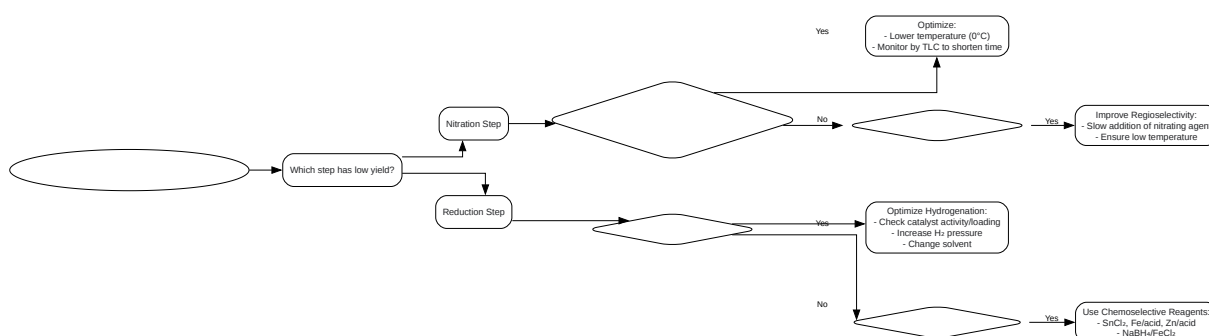 Yes
Optimize:
- Lower temperature (0°C)
- Monitor by TLC to shorten time
Nitration Step
No
Yes
Improve Regioselectivity:
- Slow addition of nitrating agen
- Ensure low temperature
Which step has low yield?
Reduction Step
Yes
Optimize Hydrogenation:
- Check catalyst activity/loading
- Increase H₂ pressure
- Change solvent
No
Yes
Use Chemoselective Reagents:
- SnCl₂, Fe/acid, Zn/acid
- NaBH₄/FeCl₂